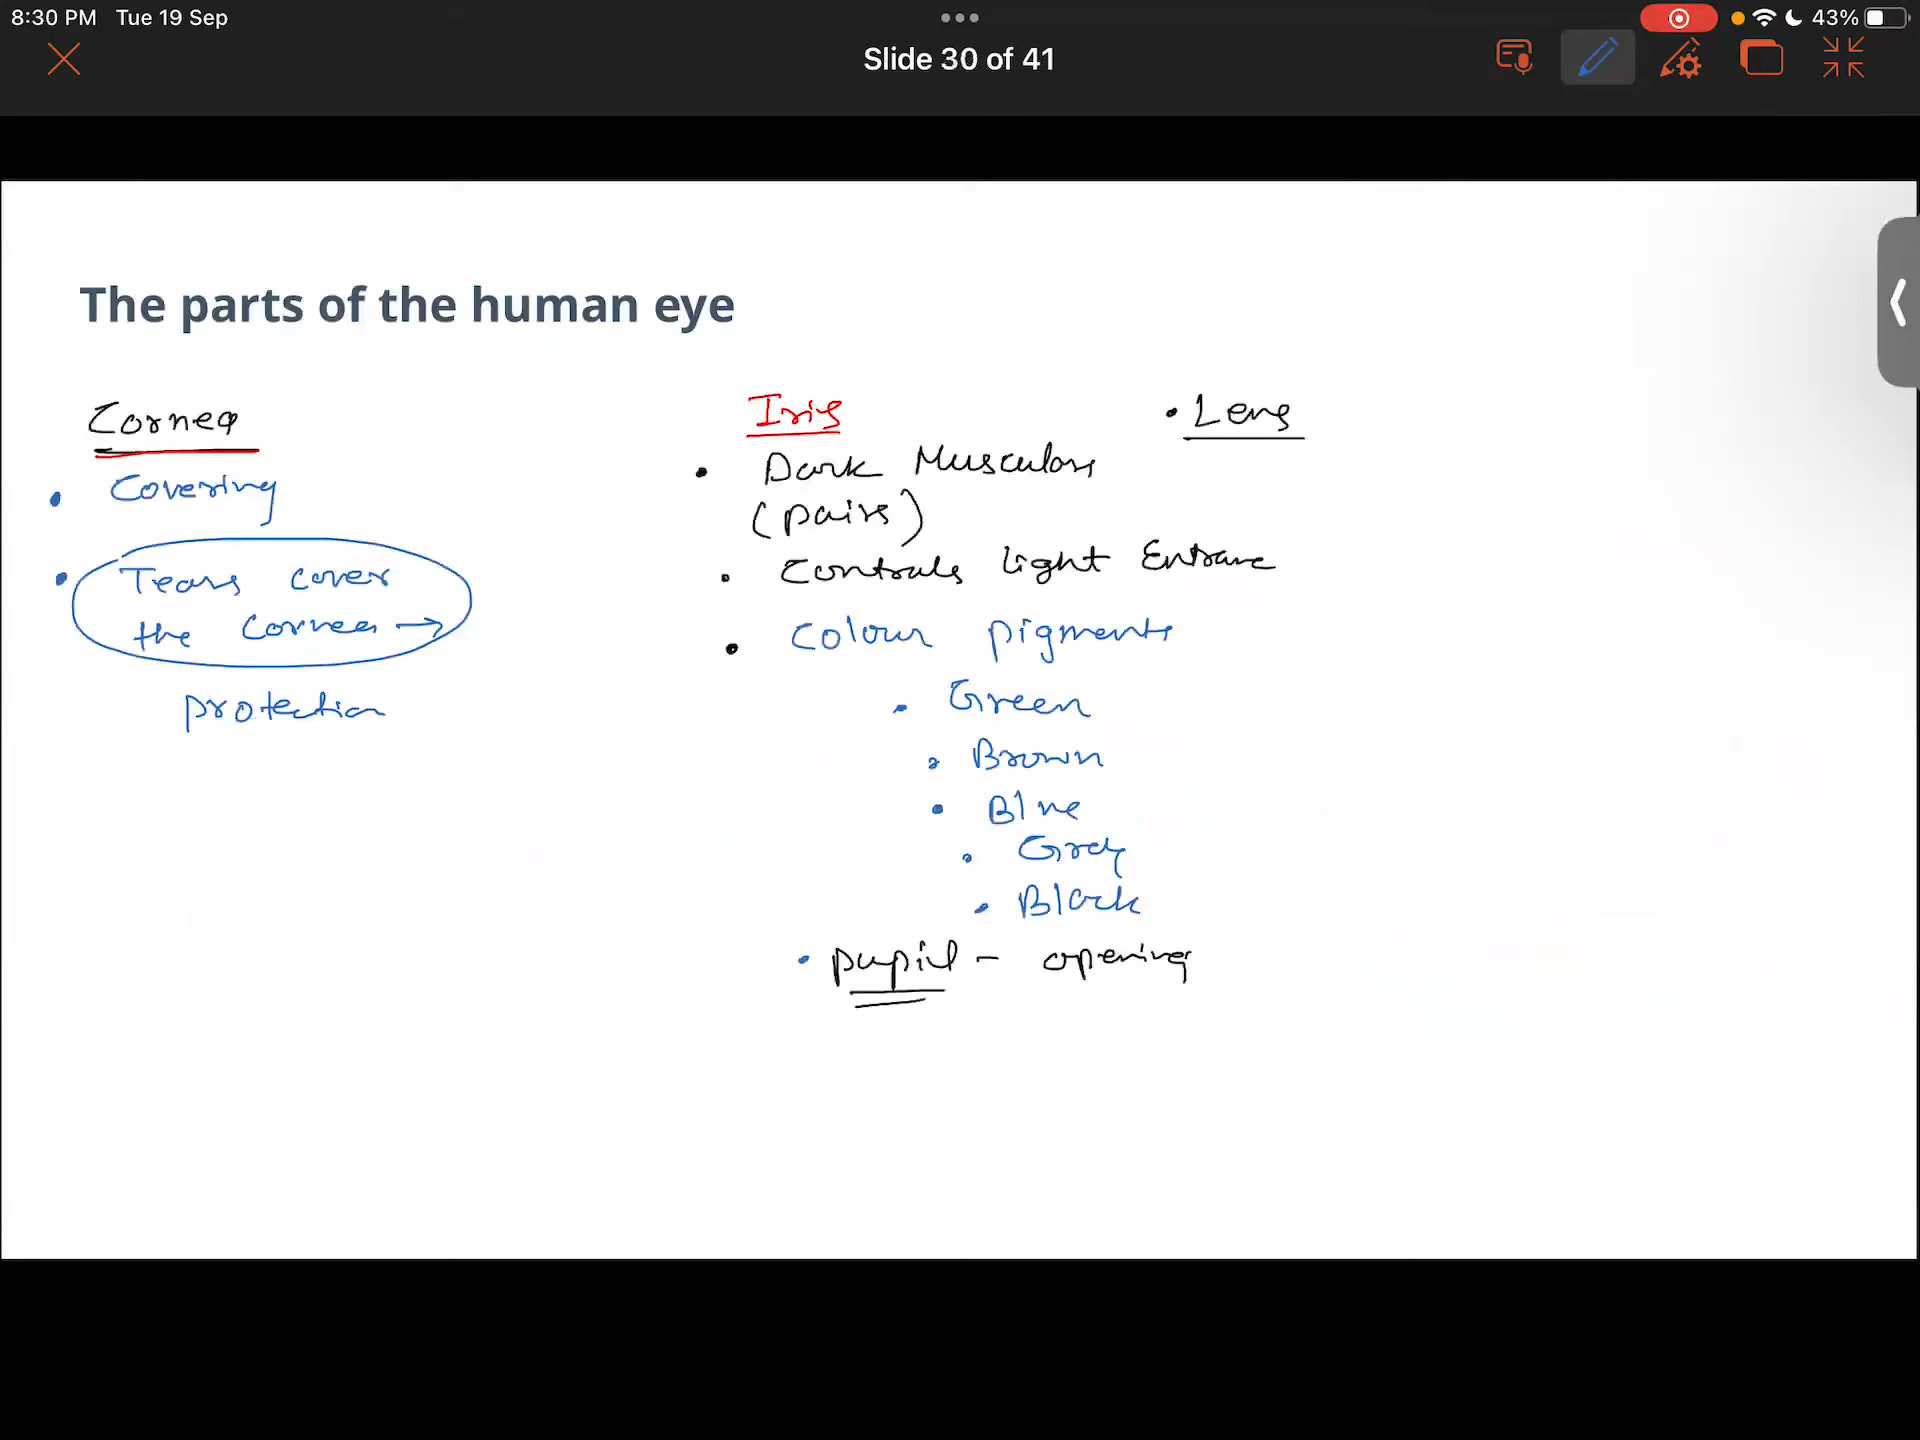 8:30 PM Tue 19 Sep
43%
Slide 30 of 41
The parts of the human eye
Cornea
• Covering
• Tears cover
the Cornea →
protection
Iris
• Dark Muscular
(pairs)
• Controls light Entrance
• Colour pigments
• Green
• Brown
• Blue
• Grey
• Black
• pupil – opening
• Lens